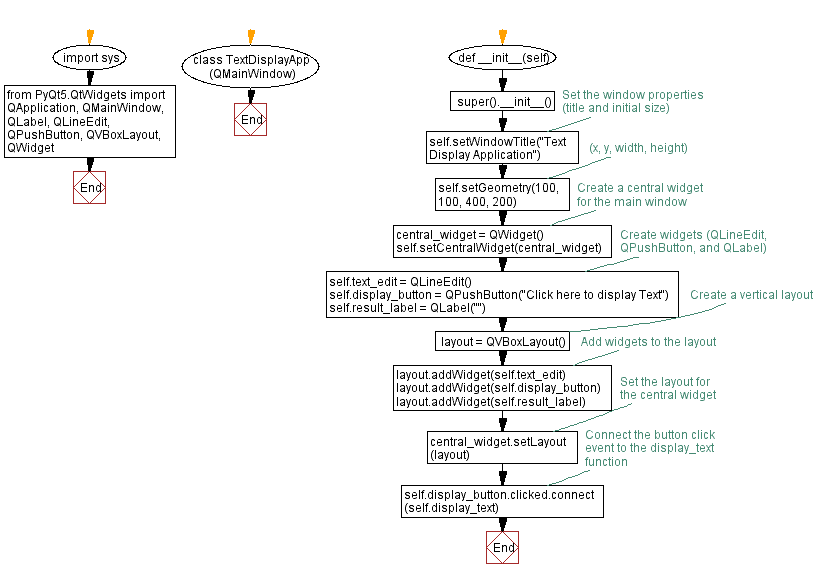 import sys
from PyQt5.QtWidgets import
QApplication, QMainWindow,
QLabel, QLineEdit,
QPushButton, QVBoxLayout,
QWidget
End
class TextDisplayApp
(QMainWindow)
End
def __init__(self)
super().__init__()
Set the window properties
(title and initial size)
self.setWindowTitle("Text
Display Application")
(x, y, width, height)
self.setGeometry(100,
100, 400, 200)
Create a central widget
for the main window
central_widget = QWidget()
self.setCentralWidget(central_widget)
Create widgets (QLineEdit,
QPushButton, and QLabel)
self.text_edit = QLineEdit()
self.display_button = QPushButton("Click here to display Text")
self.result_label = QLabel("")
Create a vertical layout
layout = QVBoxLayout()
Add widgets to the layout
layout.addWidget(self.text_edit)
layout.addWidget(self.display_button)
layout.addWidget(self.result_label)
Set the layout for
the central widget
central_widget.setLayout
(layout)
Connect the button click
event to the display_text
function
self.display_button.clicked.connect
(self.display_text)
End